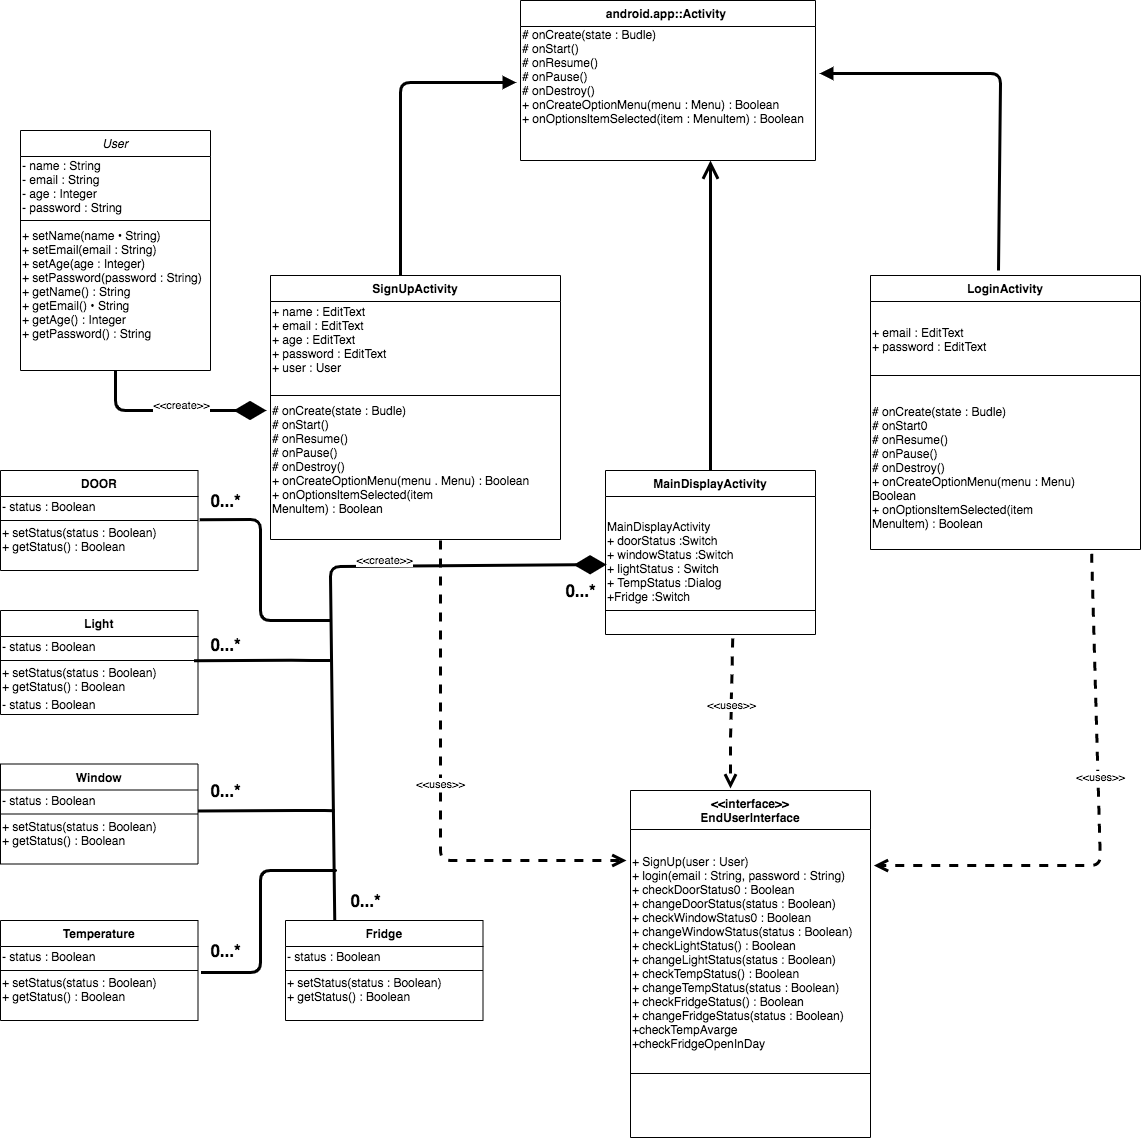 android.app::Activity
# onCreate(state : Budle)
# onStart()
# onResume()
# onPause()
# onDestroy()
+ onCreateOptionMenu(menu : Menu) : Boolean
+ onOptionsItemSelected(item : MenuItem) : Boolean
User
- name : String
- email : String
- age : Integer
- password : String
+ setName(name • String)
+ setEmail(email : String)
+ setAge(age : Integer)
+ setPassword(password : String)
+ getName() : String
+ getEmail() • String
+ getAge() : Integer
+ getPassword() : String
<<create>>
SignUpActivity
+ name : EditText
+ email : EditText
+ age : EditText
+ password : EditText
+ user : User
# onCreate(state : Budle)
# onStart()
# onResume()
# onPause()
# onDestroy()
+ onCreateOptionMenu(menu . Menu) : Boolean
+ onOptionsItemSelected(item
MenuItem) : Boolean
LoginActivity
+ email : EditText
+ password : EditText
# onCreate(state : Budle)
# onStart0
# onResume()
# onPause()
# onDestroy()
+ onCreateOptionMenu(menu : Menu)
Boolean
+ onOptionsItemSelected(item
MenuItem) : Boolean
DOOR
- status : Boolean
+ setStatus(status : Boolean)
+ getStatus() : Boolean
0...*
<<create>>
0...*
MainDisplayActivity
MainDisplayActivity
+ doorStatus :Switch
+ windowStatus :Switch
+ lightStatus : Switch
+ TempStatus :Dialog
+Fridge :Switch
Light
- status : Boolean
+ setStatus(status : Boolean)
+ getStatus() : Boolean
- status : Boolean
0...*
<<uses>>
<<uses>>
<<uses>>
Window
- status : Boolean
+ setStatus(status : Boolean)
+ getStatus() : Boolean
0...*
Temperature
- status : Boolean
+ setStatus(status : Boolean)
+ getStatus() : Boolean
0...*
0...*
Fridge
- status : Boolean
+ setStatus(status : Boolean)
+ getStatus() : Boolean
<<interface>>
EndUserInterface
+ SignUp(user : User)
+ login(email : String, password : String)
+ checkDoorStatus0 : Boolean
+ changeDoorStatus(status : Boolean)
+ checkWindowStatus0 : Boolean
+ changeWindowStatus(status : Boolean)
+ checkLightStatus() : Boolean
+ changeLightStatus(status : Boolean)
+ checkTempStatus() : Boolean
+ changeTempStatus(status : Boolean)
+ checkFridgeStatus() : Boolean
+ changeFridgeStatus(status : Boolean)
+checkTempAvarge
+checkFridgeOpenInDay